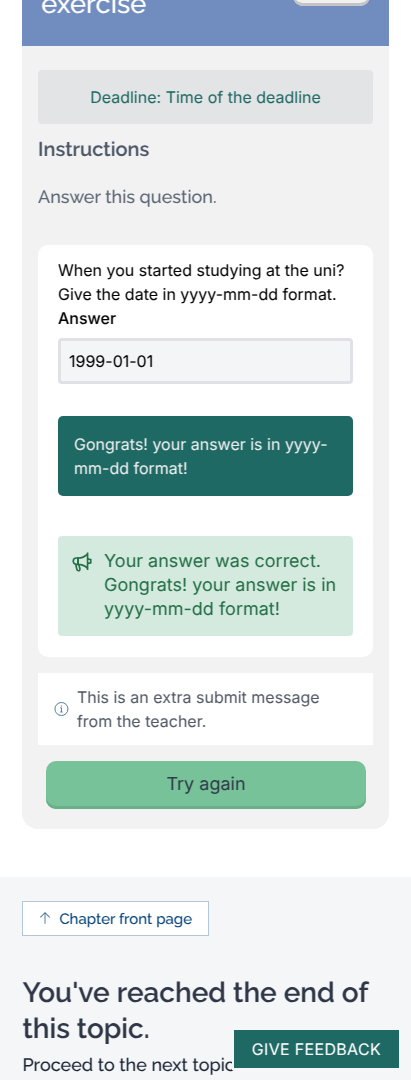 exercise
Deadline: Time of the deadline
Instructions
Answer this question.
When you started studying at the uni?
Give the date in yyyy-mm-dd format.
Answer
1999-01-01
Gongrats! your answer is in yyyy-
mm-dd format!
Your answer was correct.
Gongrats! your answer is in
yyyy-mm-dd format!
This is an extra submit message
from the teacher.
Try again
Chapter front page
You've reached the end of
this topic.
Proceed to the next topic
GIVE FEEDBACK